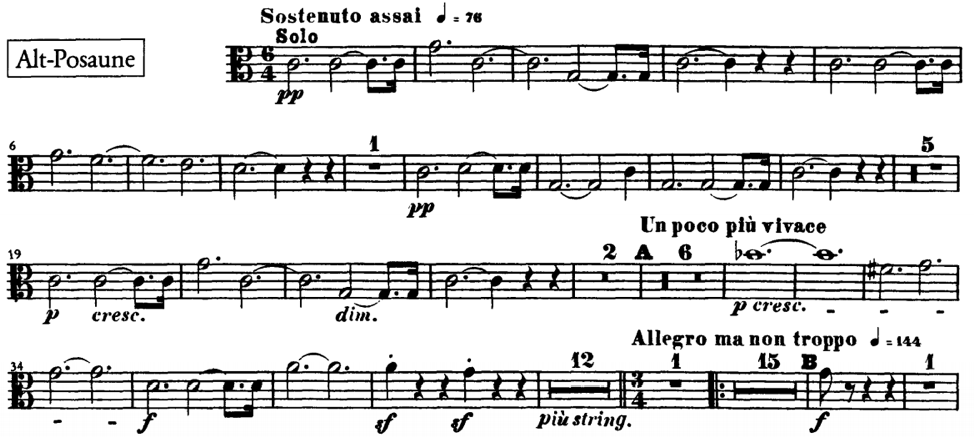 Sostenuto assai ♩ = 76
Solo
Alt-Posaune
6
4
pp
6
1
5
pp
Un poco più vivace
19
2 A 6
p cresc. dim. p cresc. - - -
Allegro ma non troppo ♩ = 144
34
12 1 15 B 1
3
4
- - f sf sf più string. f